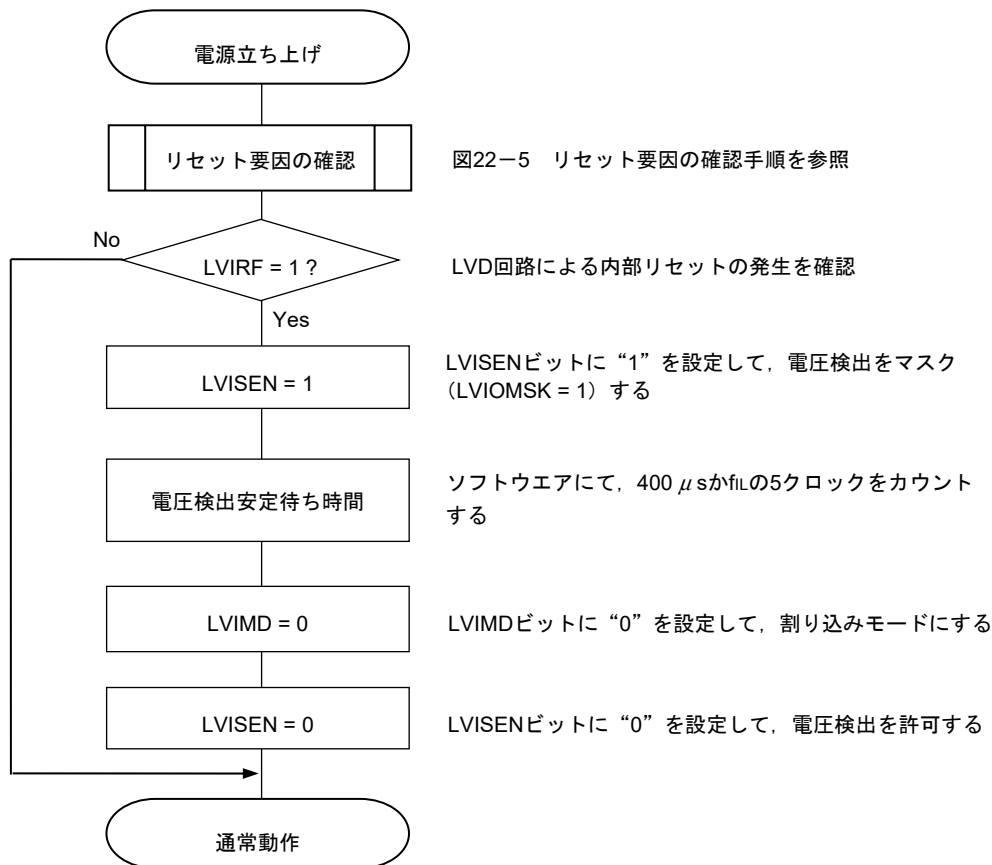 電源立ち上げ
リセット要因の確認
図22－5　リセット要因の確認手順を参照
No
LVIRF = 1 ?
LVD回路による内部リセットの発生を確認
Yes
LVISEN = 1
LVISENビットに“1”を設定して，電圧検出をマスク
（LVIOMSK = 1）する
電圧検出安定待ち時間
ソフトウエアにて，400 μsかfILの5クロックをカウント
する
LVIMD = 0
LVIMDビットに“0”を設定して，割り込みモードにする
LVISEN = 0
LVISENビットに“0”を設定して，電圧検出を許可する
通常動作